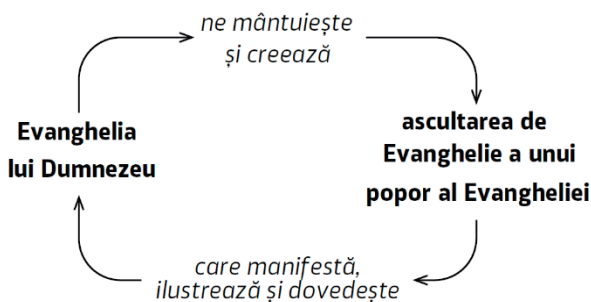 ne mântuiește
și creează
Evanghelia
lui Dumnezeu
ascultarea de
Evanghelie a unui
popor al Evangheliei
care manifestă,
ilustrează și dovedește